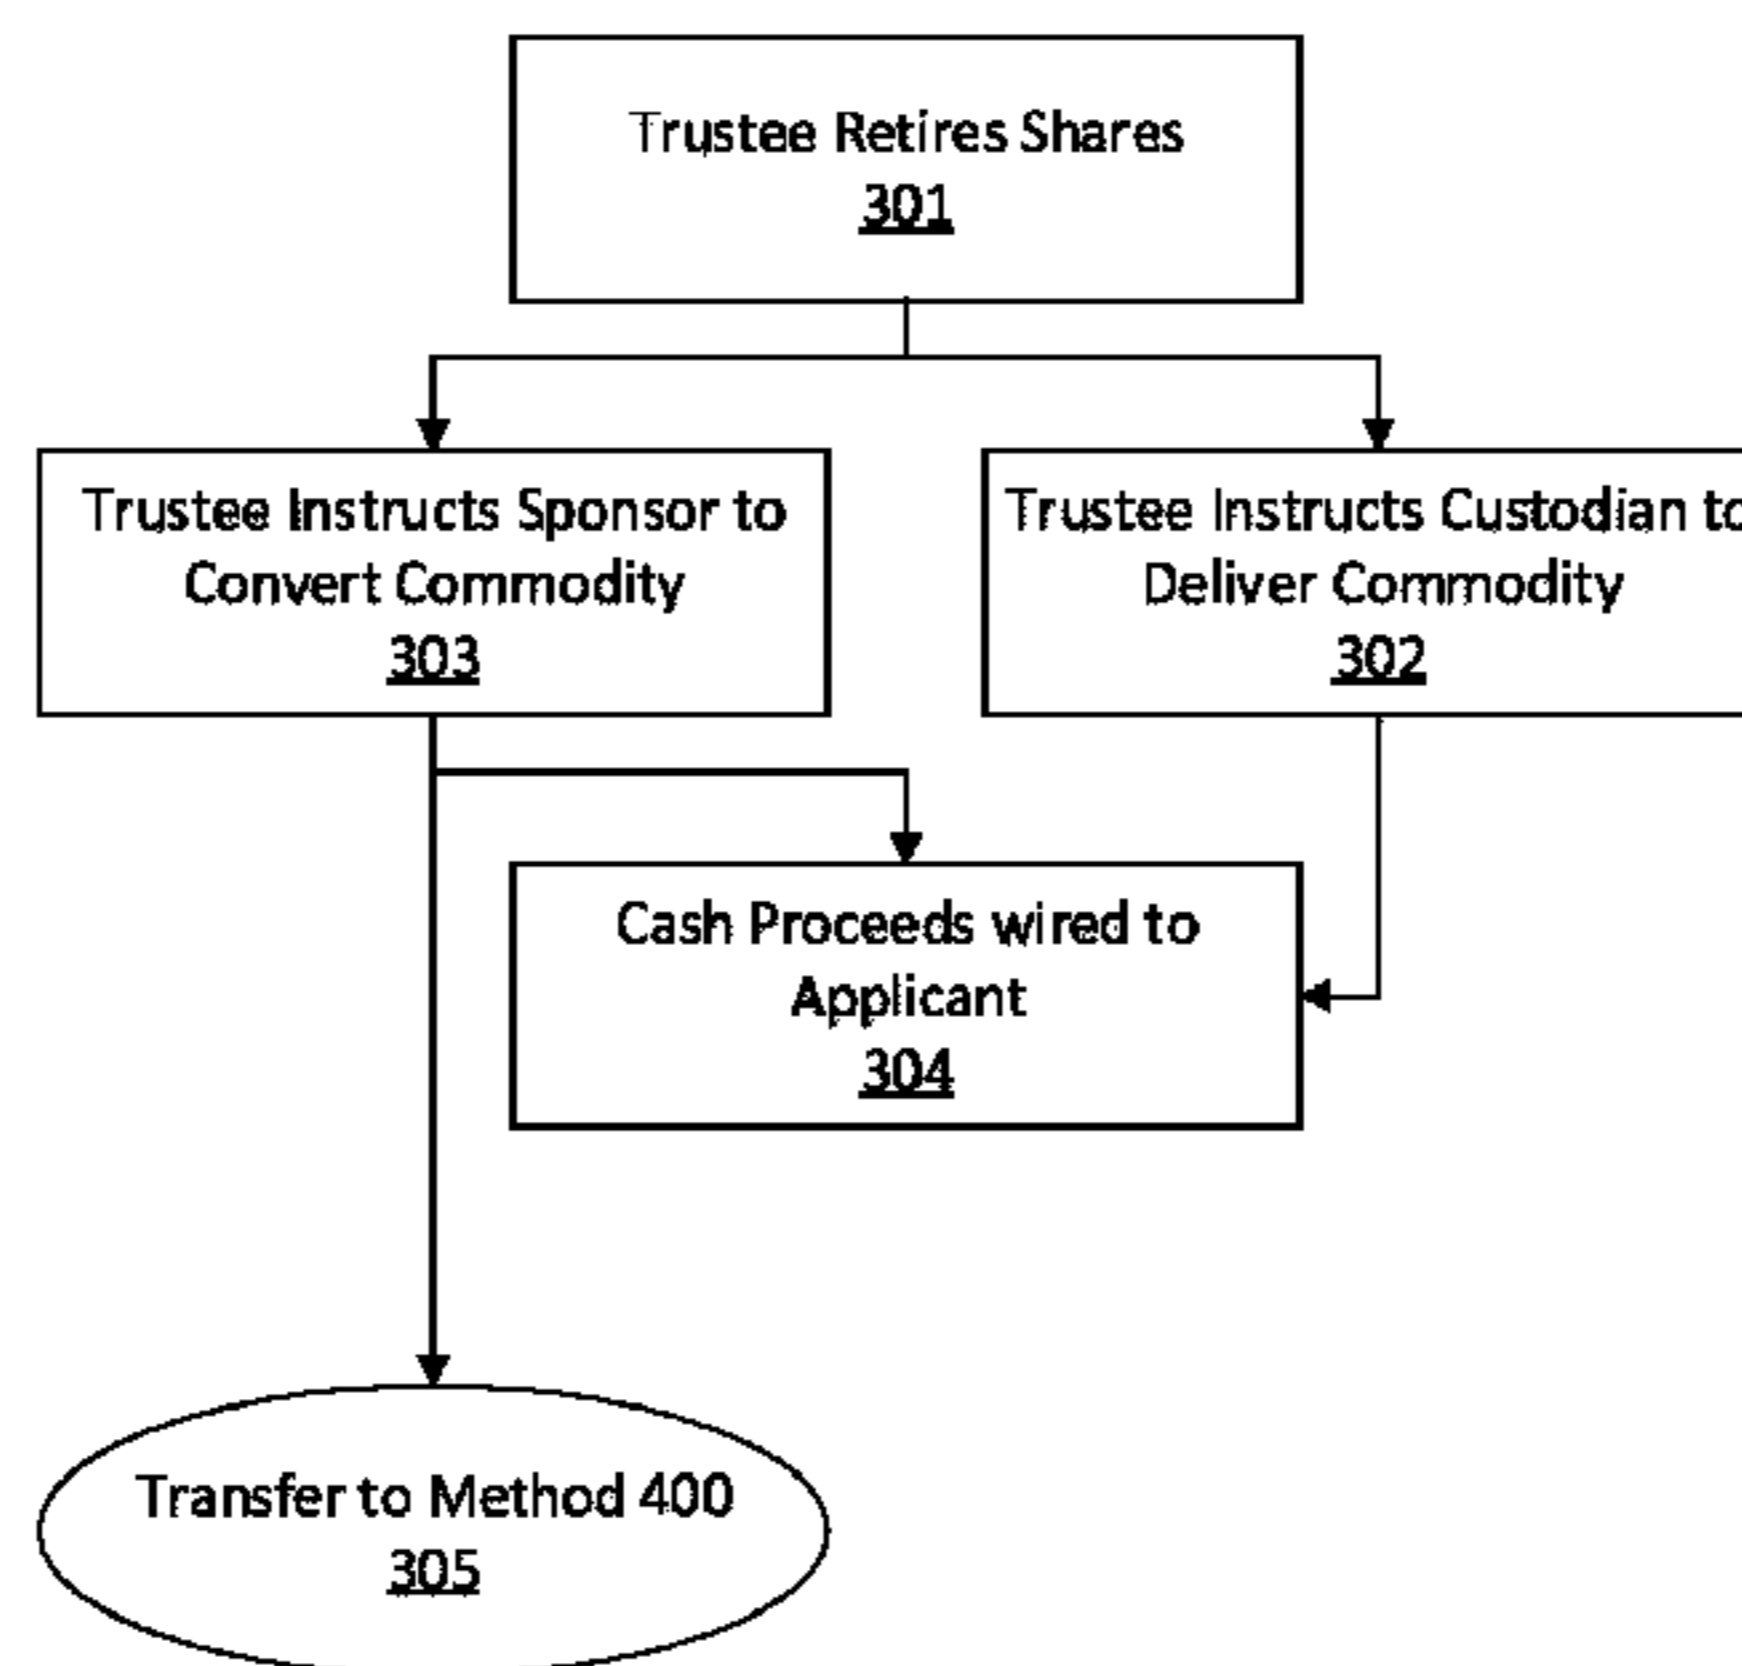 Trustee Retires Shares
301
Trustee Instructs Sponsor to
Convert Commodity
303
Trustee Instructs Custodian to
Deliver Commodity
302
Cash Proceeds wired to
Applicant
304
Transfer to Method 400
305